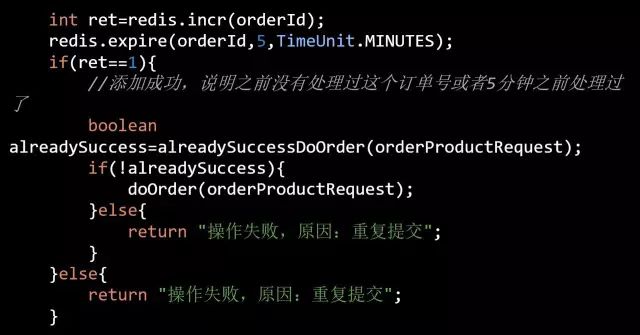 int ret=redis.incr(orderId);
redis.expire(orderId,5,TimeUnit.MINUTES);
if(ret==1){
//添加成功，说明之前没有处理过这个订单号或者5分钟之前处理过
了
boolean
alreadySuccess=alreadySuccessDoOrder(orderProductRequest);
if(!alreadySuccess){
doOrder(orderProductRequest);
}else{
return "操作失败，原因：重复提交";
}
}else{
return "操作失败，原因：重复提交";
}